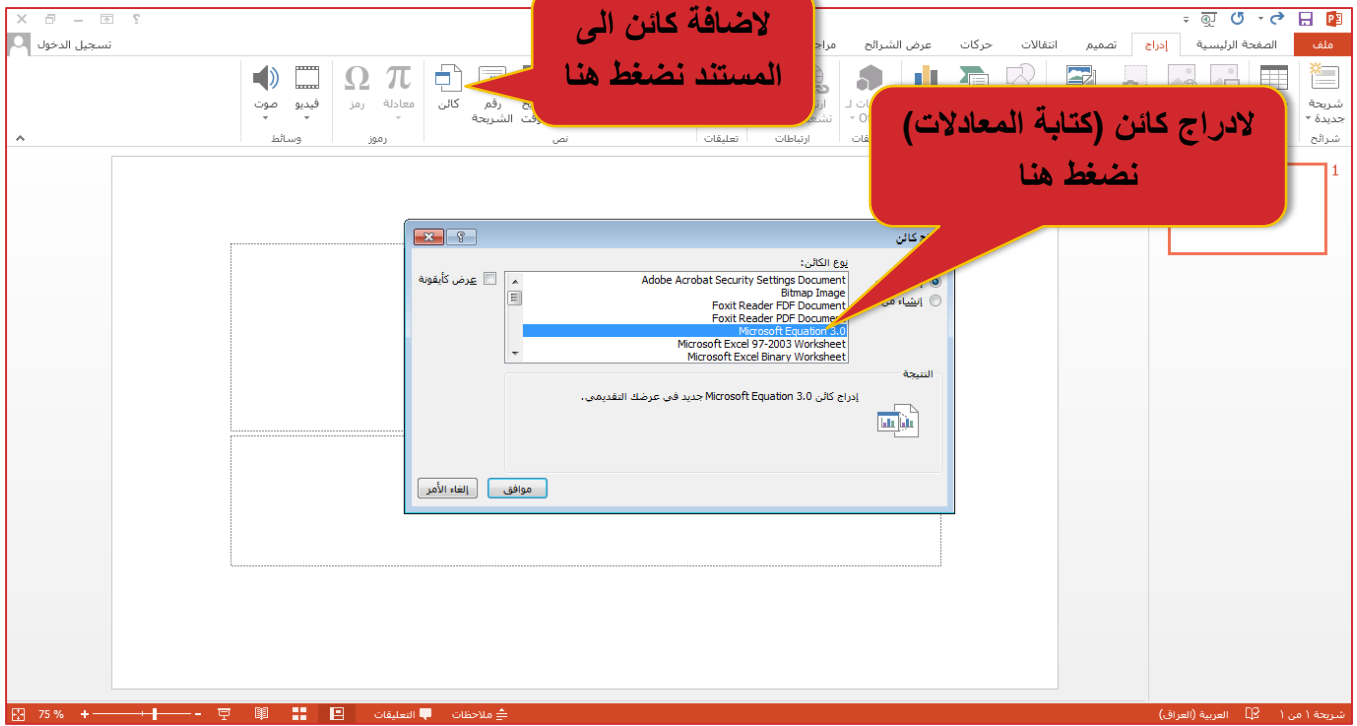 تسجيل الدخول
ملف
الصفحة الرئيسية
إدراج
تصميم
انتقالات
حركات
عرض الشرائح
لاضافة كائن الى
المستند نضغط هنا
شريحة
جديدة
شرائح
كائن
رقم
الشريحة
معادلة
رمز
فيديو
صوت
ارتباطات
تعليقات
نص
رموز
وسائط
لادراج كائن (كتابة المعادلات)
نضغط هنا
1
نوع الكائن:
Adobe Acrobat Security Settings Document
Bitmap Image
Foxit Reader FDF Document
Foxit Reader PDF Document
Microsoft Equation 3.0
Microsoft Excel 97-2003 Worksheet
Microsoft Excel Binary Worksheet
عرض كأيقونة
النتيجة
إدراج كائن Microsoft Equation 3.0 جديد في عرضك التقديمي.
موافق
إلغاء الأمر
شريحة ١ من ١
العربية (العراق)
ملاحظات
التعليقات
75 %